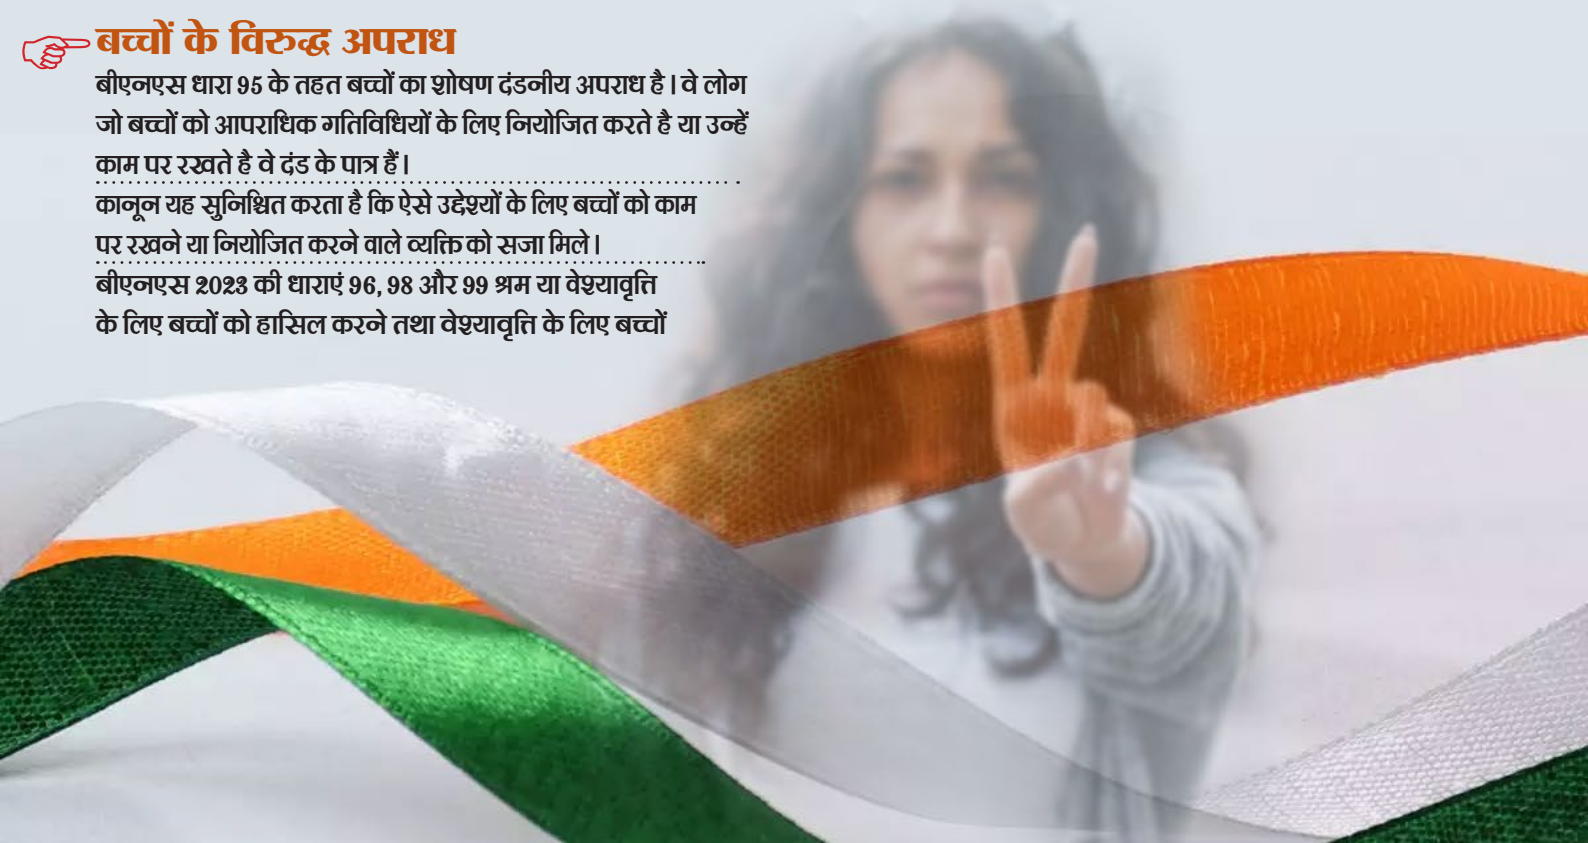 बच्चों के विरुद्ध अपराध
बीएनएस धारा 95 के तहत बच्चों का शोषण दंडनीय अपराध है। वे लोग
जो बच्चों को आपराधिक गतिविधियों के लिए नियोजित करते है या उन्हें
काम पर रखते है वे दंड के पात्र हैं।
कानून यह सुनिश्चित करता है कि ऐसे उद्देश्यों के लिए बच्चों को काम
पर रखने या नियोजित करने वाले व्यक्ति को सजा मिले।
बीएनएस 2023 की धाराएं 96, 98 और 99 श्रम या वेश्यावृत्ति
के लिए बच्चों को हासिल करने तथा वेश्यावृत्ति के लिए बच्चों